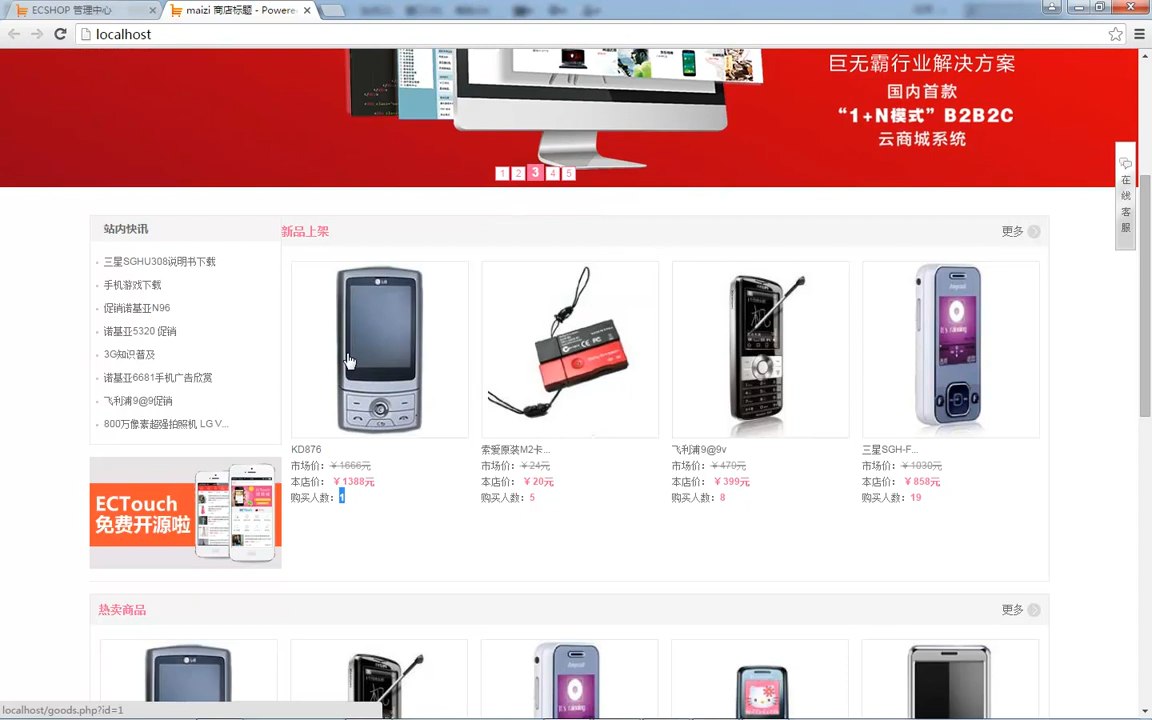 ECSHOP 管理中心
maizi 商店标题 - Powere
localhost
巨无霸行业解决方案
国内首款
“1+N模式”B2B2C
云商城系统
1 2 3 4 5
在线客服
站内快讯
新品上架
更多
三星SGHU308说明书下载
手机游戏下载
促销诺基亚N96
诺基亚5320 促销
3G知识普及
诺基亚6681手机广告欣赏
飞利浦9@9促销
800万像素超强拍照机 LG V...
KD876
市场价：￥1666元
本店价：￥1388元
购买人数：1
索爱原装M2卡...
市场价：￥24元
本店价：￥20元
购买人数：5
飞利浦9@9v
市场价：￥479元
本店价：￥399元
购买人数：8
三星SGH-F...
市场价：￥1030元
本店价：￥858元
购买人数：19
ECTouch
免费开源啦
热卖商品
更多
localhost/goods.php?id=1